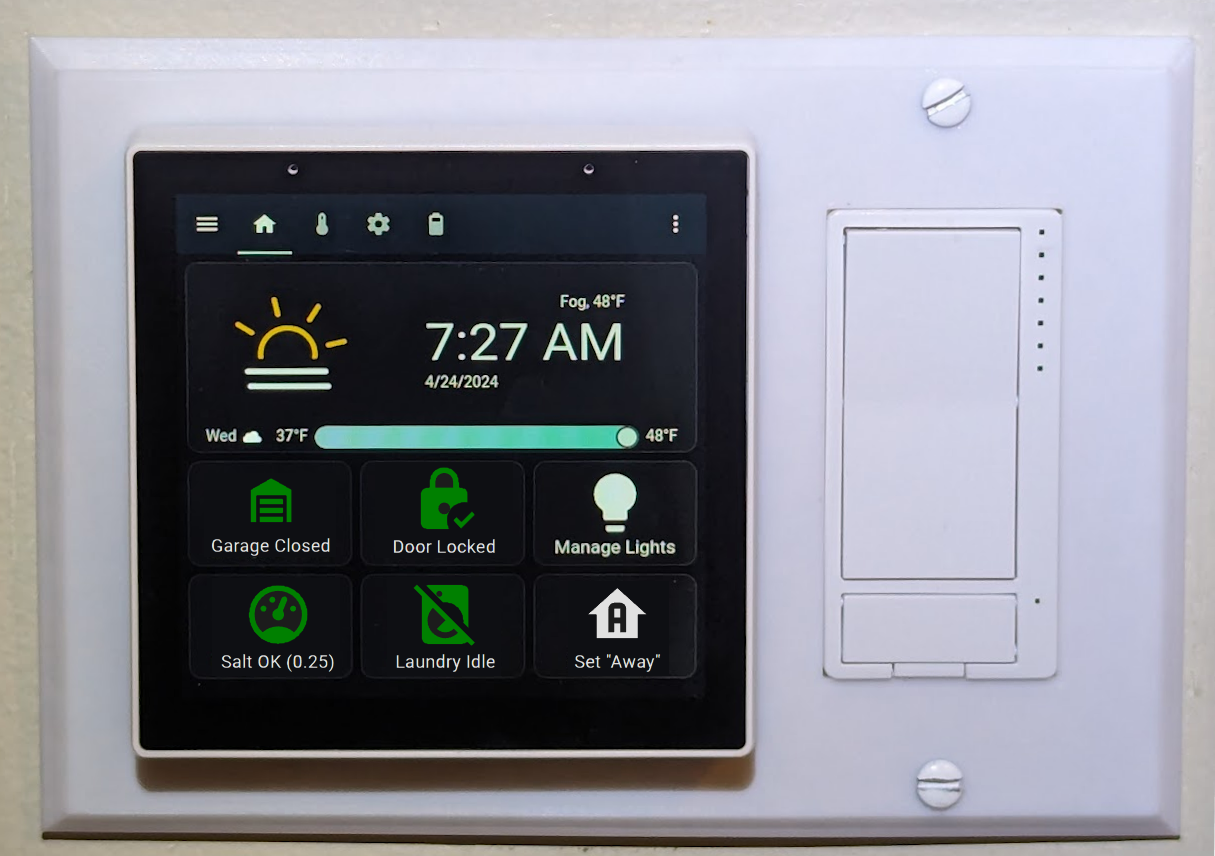 Fog, 48°F
7:27 AM
4/24/2024
Wed 37°F 48°F
Garage Closed Door Locked Manage Lights
A
Salt OK (0.25) Laundry Idle Set "Away"